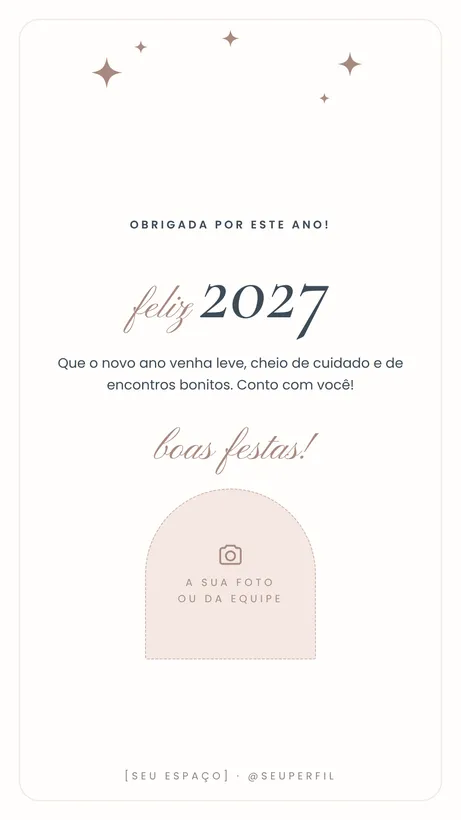 OBRIGADA POR ESTE ANO!
feliz 2027
Que o novo ano venha leve, cheio de cuidado e de
encontros bonitos. Conto com você!
boas festas!
A SUA FOTO
OU DA EQUIPE
[SEU ESPAÇO] · @SEUPERFIL